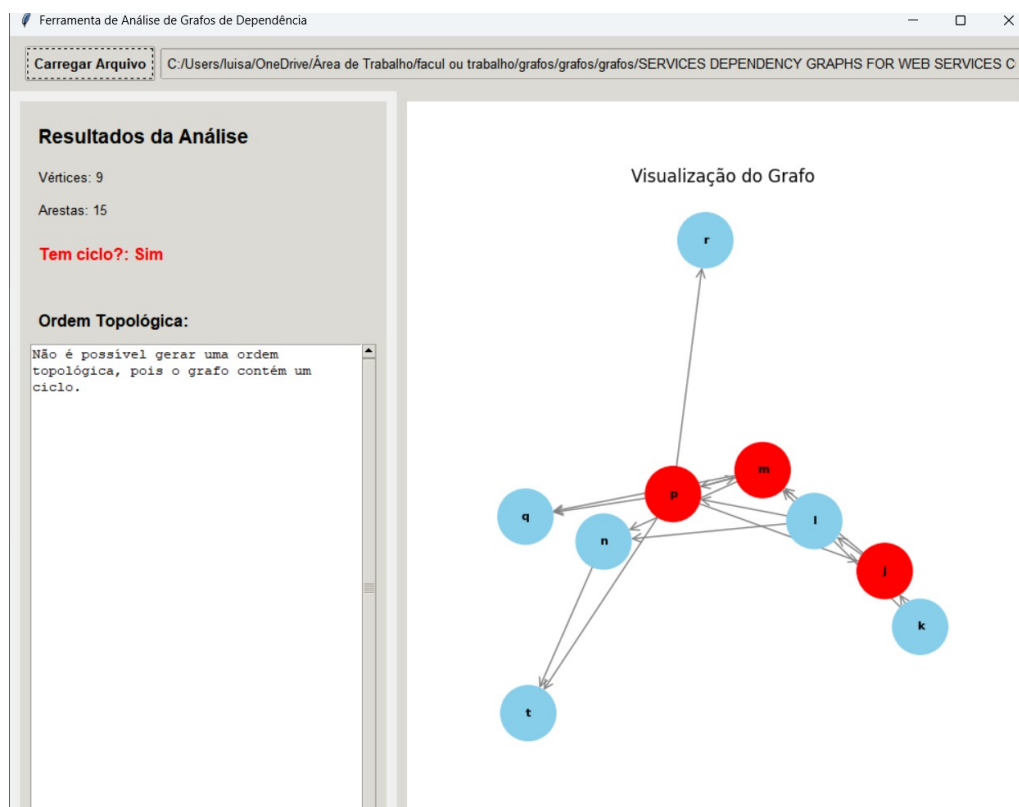 Ferramenta de Análise de Grafos de Dependência
Carregar Arquivo
C:/Users/luisa/OneDrive/Área de Trabalho/facul ou trabalho/grafos/grafos/grafos/SERVICES DEPENDENCY GRAPHS FOR WEB SERVICES C
Resultados da Análise
Vértices: 9
Arestas: 15
Tem ciclo?: Sim
Ordem Topológica:
Não é possível gerar uma ordem
topológica, pois o grafo contém um
ciclo.
Visualização do Grafo
r
m
p
q
l
n
j
k
t